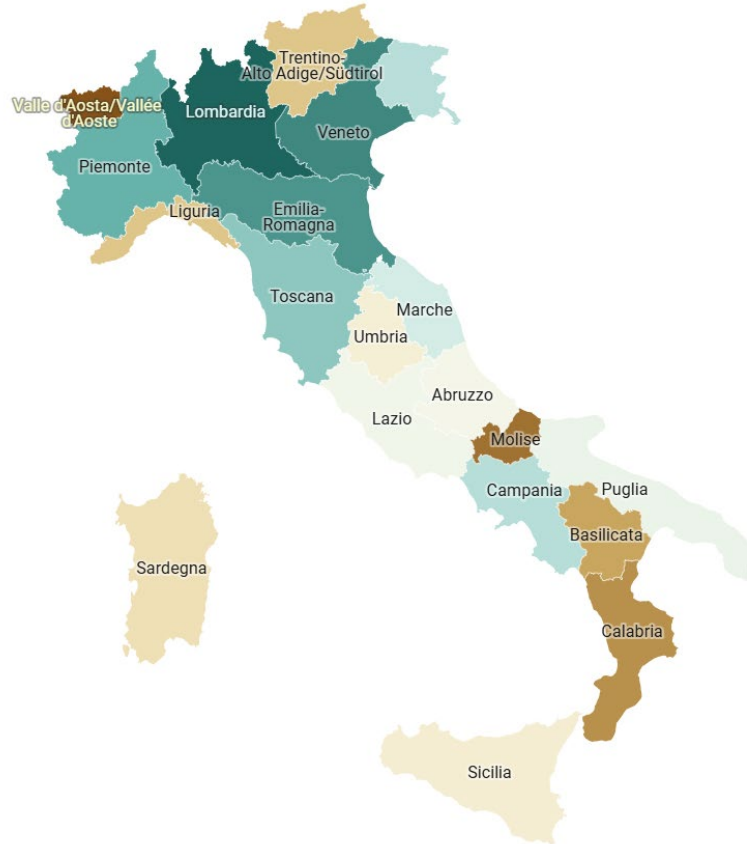 Trentino-
Alto Adige/Südtirol
Valle d'Aosta/Vallée
d'Aoste
Lombardia
Veneto
Piemonte
Liguria
Emilia-
Romagna
Toscana
Marche
Umbria
Abruzzo
Lazio
Molise
Campania
Puglia
Basilicata
Sardegna
Calabria
Sicilia